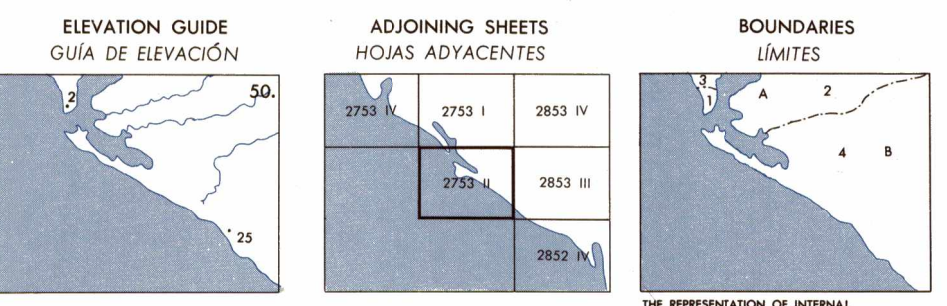 ELEVATION GUIDE
GUÍA DE ELEVACIÓN
2
50.
25
ADJOINING SHEETS
HOJAS ADYACENTES
2753 IV 2753 I 2853 IV
2753 II 2853 III
2852 IV
BOUNDARIES
LÍMITES
3
1 A 2
4 B
THE REPRESENTATION OF INTERNAL